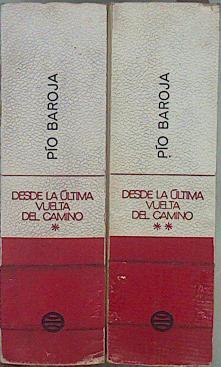 PÍO BAROJA
DESDE LA ÚLTIMA
VUELTA
DEL CAMINO
*
PÍO BAROJA
DESDE LA ÚLTIMA
VUELTA
DEL CAMINO
**